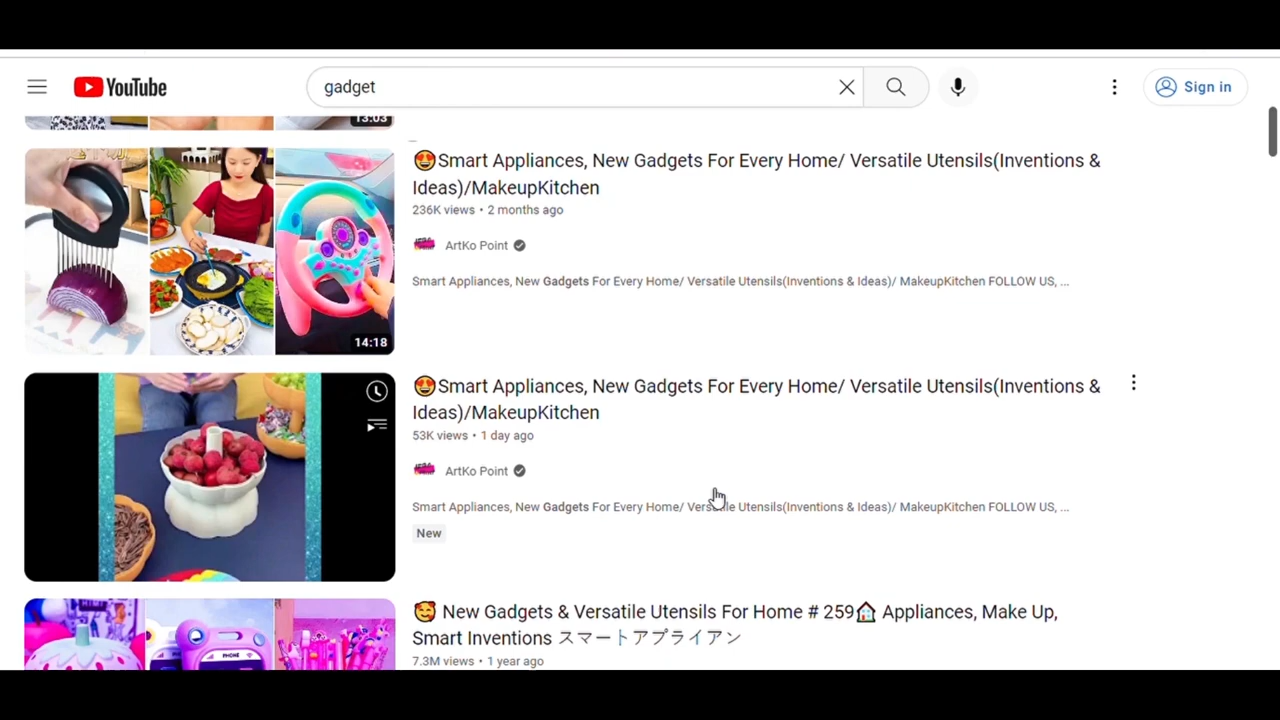 YouTube
gadget
Sign in
13:03
😍Smart Appliances, New Gadgets For Every Home/ Versatile Utensils(Inventions &
Ideas)/MakeupKitchen
236K views • 2 months ago
ArtKo Point
Smart Appliances, New Gadgets For Every Home/ Versatile Utensils(Inventions & Ideas)/ MakeupKitchen FOLLOW US, ...
14:18
😍Smart Appliances, New Gadgets For Every Home/ Versatile Utensils(Inventions &
Ideas)/MakeupKitchen
53K views • 1 day ago
ArtKo Point
Smart Appliances, New Gadgets For Every Home/ Versatile Utensils(Inventions & Ideas)/ MakeupKitchen FOLLOW US, ...
New
🥰 New Gadgets & Versatile Utensils For Home # 259🏠 Appliances, Make Up,
Smart Inventions スマートアプライアン
7.3M views • 1 year ago
PHONE